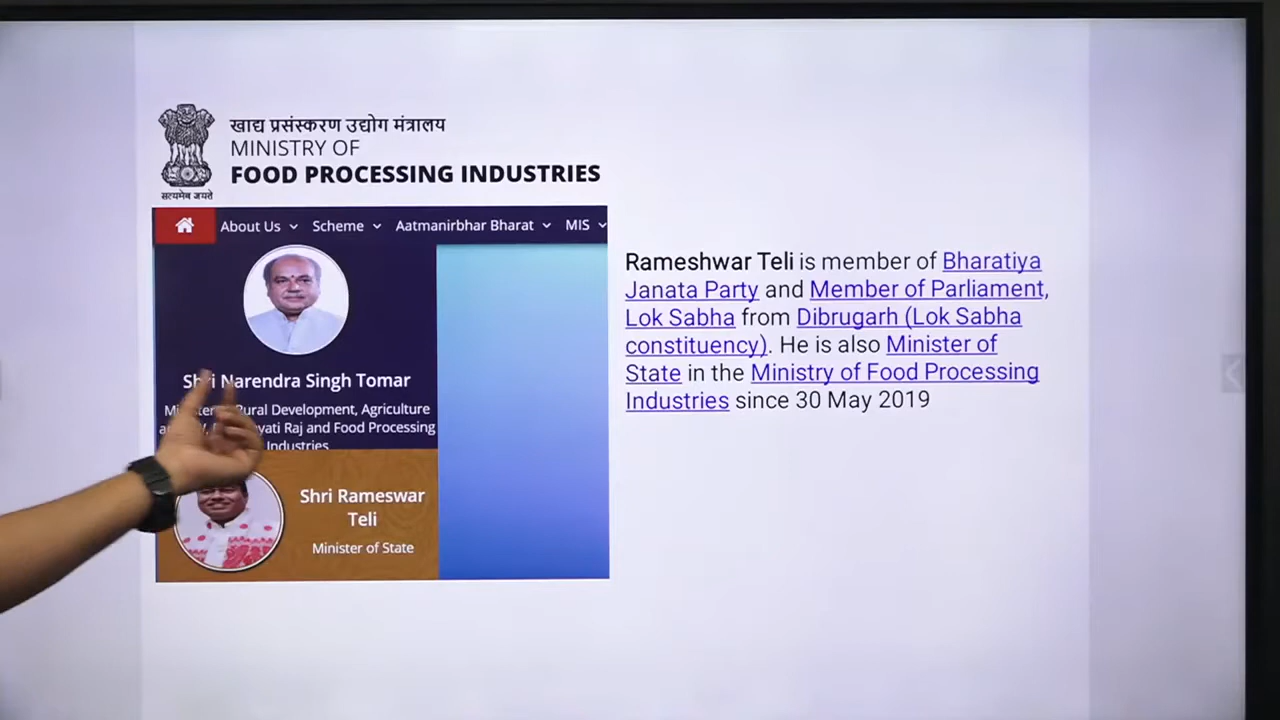 खाद्य प्रसंस्करण उद्योग मंत्रालय
MINISTRY OF
FOOD PROCESSING INDUSTRIES
सत्यमेव जयते
About Us Scheme Aatmanirbhar Bharat MIS
Shri Narendra Singh Tomar
Rural Development, Agriculture
and Food Processing
Industries
Shri Rameswar
Teli
Minister of State
Rameshwar Teli is member of Bharatiya
Janata Party and Member of Parliament,
Lok Sabha from Dibrugarh (Lok Sabha
constituency). He is also Minister of
State in the Ministry of Food Processing
Industries since 30 May 2019